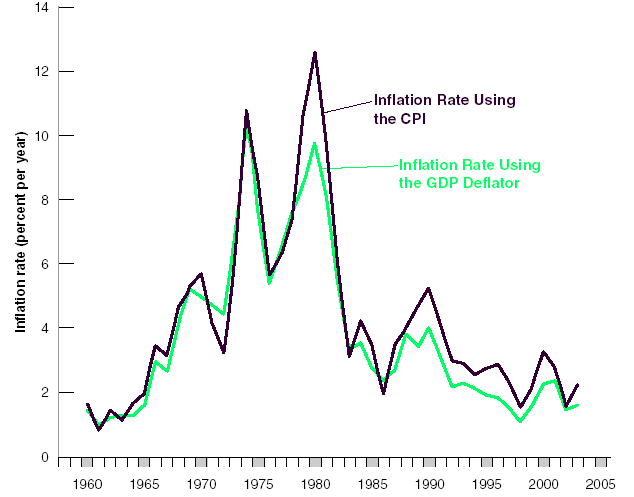 14
12
10
8
6
4
2
0
Inflation rate (percent per year)
Inflation Rate Using
the CPI
Inflation Rate Using
the GDP Deflator
1960 1965 1970 1975 1980 1985 1990 1995 2000 2005